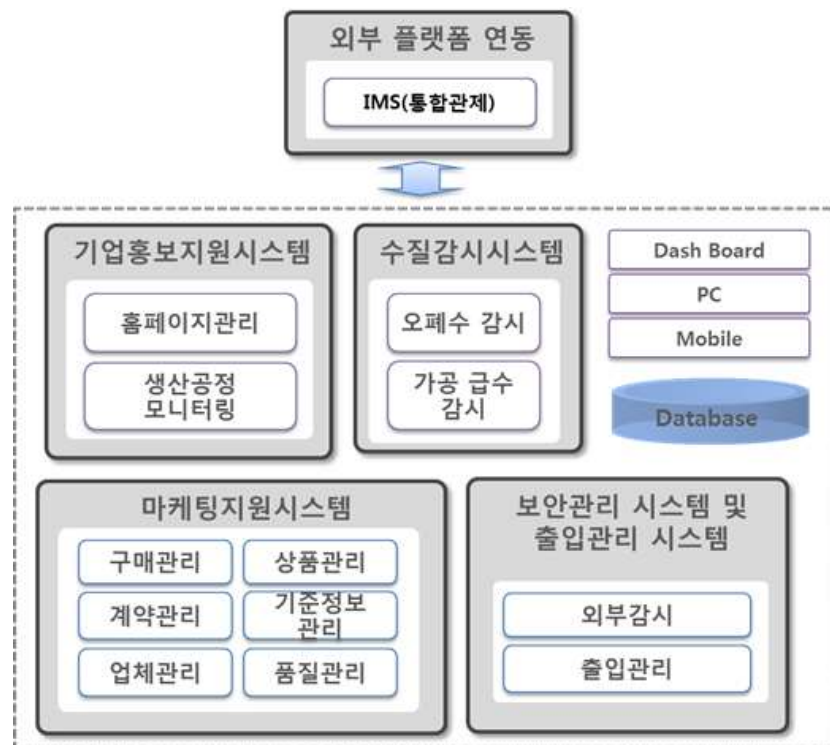 외부 플랫폼 연동
IMS(통합관제)
기업홍보지원시스템
홈페이지관리
생산공정
모니터링
수질감시시스템
오폐수 감시
가공 급수
감시
Dash Board
PC
Mobile
Database
마케팅지원시스템
구매관리
상품관리
계약관리
기준정보
관리
업체관리
품질관리
보안관리 시스템 및
출입관리 시스템
외부감시
출입관리